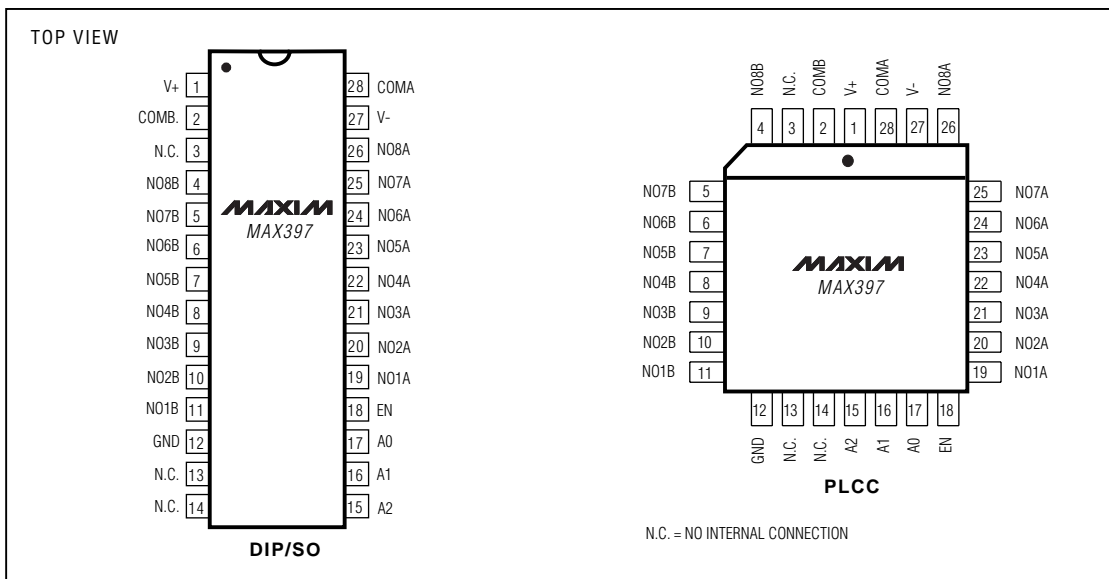 TOP VIEW
V+ 1
COMB. 2
N.C. 3
NO8B 4
NO7B 5
NO6B 6
NO5B 7
NO4B 8
NO3B 9
NO2B 10
NO1B 11
GND 12
N.C. 13
N.C. 14
28 COMA
27 V-
26 NO8A
25 NO7A
24 NO6A
23 NO5A
22 NO4A
21 NO3A
20 NO2A
19 NO1A
18 EN
17 A0
16 A1
15 A2
MAXIM
MAX397
DIP/SO
NO8B N.C. COMB V+ COMA V- NO8A
4 3 2 1 28 27 26
NO7B 5
NO6B 6
NO5B 7
NO4B 8
NO3B 9
NO2B 10
NO1B 11
MAXIM
MAX397
25 NO7A
24 NO6A
23 NO5A
22 NO4A
21 NO3A
20 NO2A
19 NO1A
12 13 14 15 16 17 18
GND N.C. N.C. A2 A1 A0 EN
PLCC
N.C. = NO INTERNAL CONNECTION